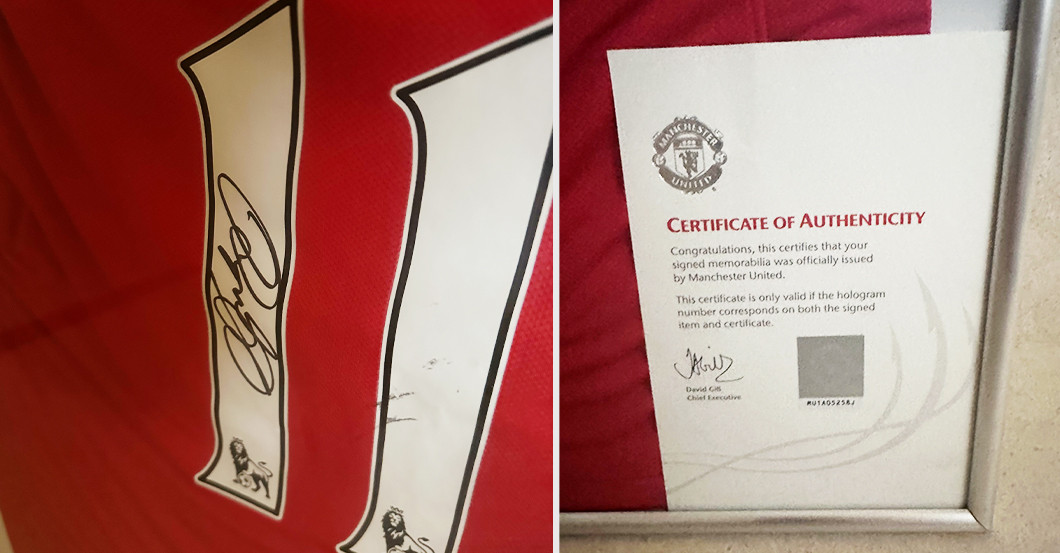 MANCHESTER
UNITED
CERTIFICATE OF AUTHENTICITY
Congratulations, this certifies that your
signed memorabilia was officially issued
by Manchester United.
This certificate is only valid if the hologram
number corresponds on both the signed
item and certificate.
David Gill
Chief Executive
MUTAO5258J